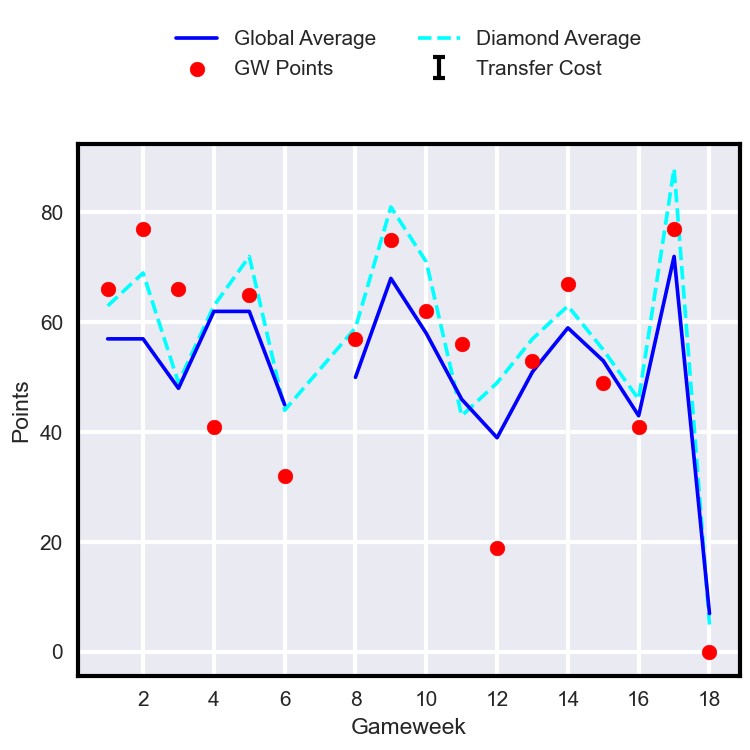 Global Average
Diamond Average
GW Points
Transfer Cost
80
60
40
20
0
Points
2 4 6 8 10 12 14 16 18
Gameweek